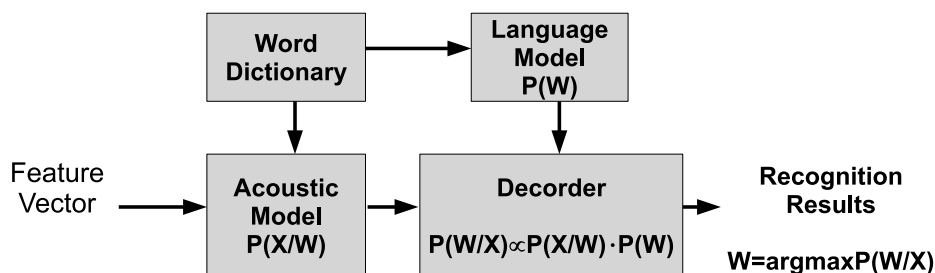 Word
Dictionary
Language
Model
P(W)
Feature
Vector
Acoustic
Model
P(X/W)
Decorder
P(W/X)∝P(X/W)·P(W)
Recognition
Results
W=argmaxP(W/X)